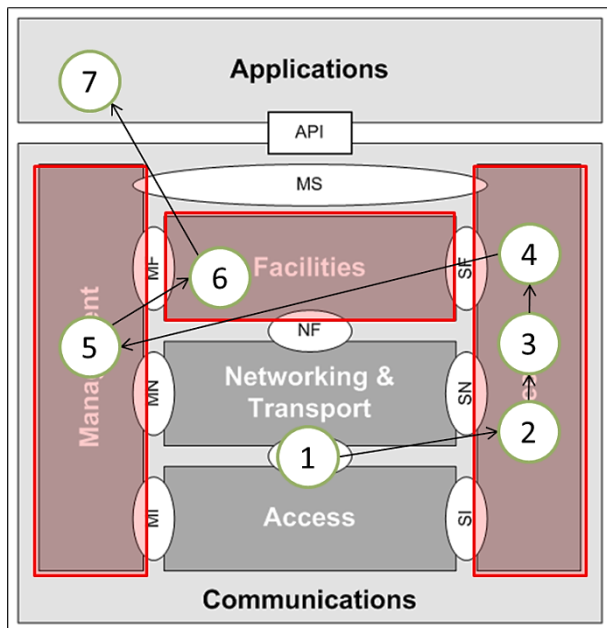 7
Applications
API
MS
MF
6
Facilities
SF
4
Management
5
NF
3
MN
Networking &
Transport
SN
2
1
MI
Access
SI
Communications